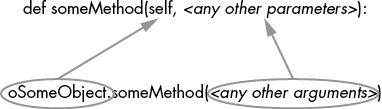 def someMethod(self, <any other parameters>):
oSomeObject.someMethod(<any other arguments>)